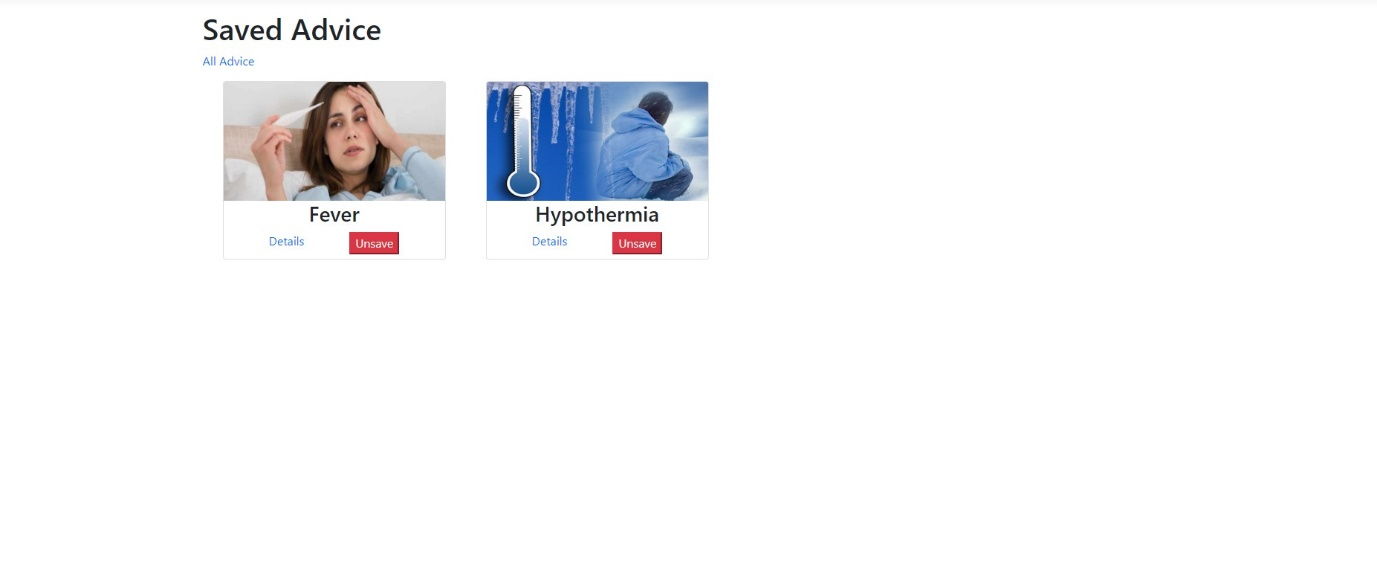 Saved Advice
All Advice
Fever
Details
Unsave
Hypothermia
Details
Unsave